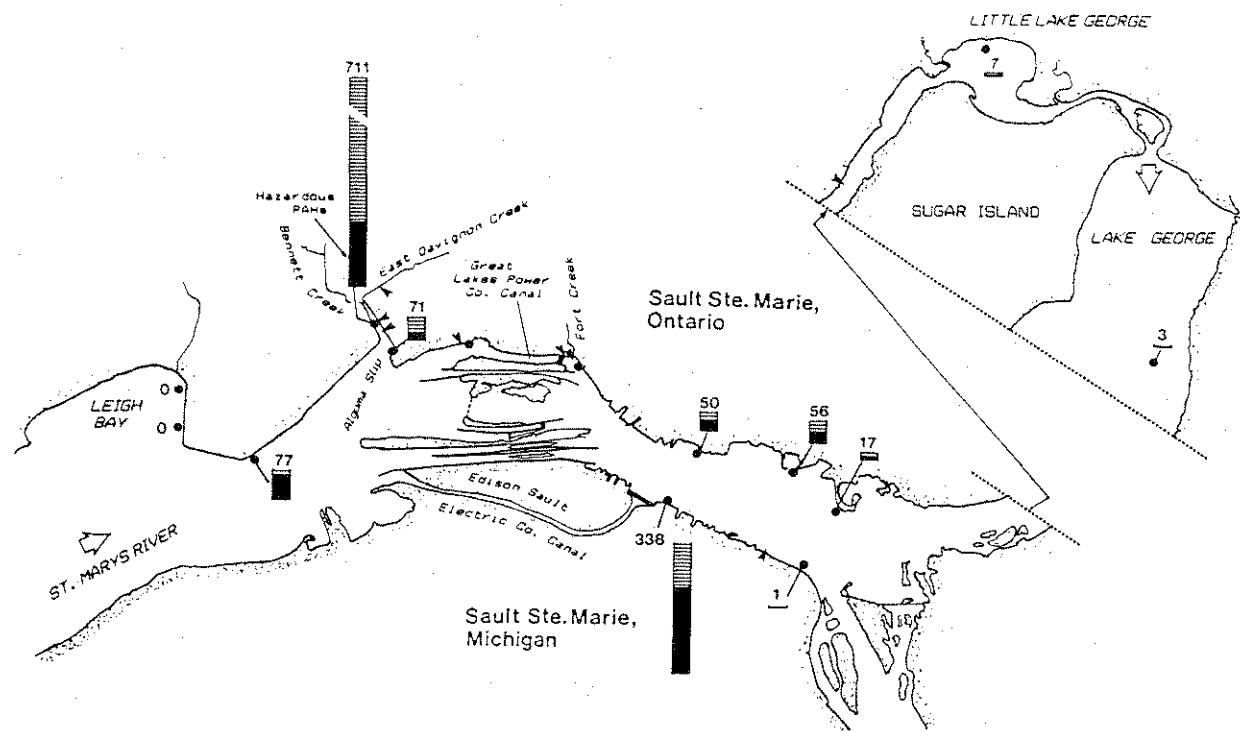 LITTLE LAKE GEORGE
7
711
Hazardous
PAHs
Bennett
Creek
East Davignon Creek
SUGAR ISLAND
LAKE GEORGE
Great
Lakes Power
Co. Canal
Fort Creek
Sault Ste. Marie,
Ontario
71
3
Algoma Slip
0
LEIGH
BAY
0
50
56
17
77
Edison Sault
Electric Co. Canal
338
ST. MARYS RIVER
1
Sault Ste. Marie,
Michigan